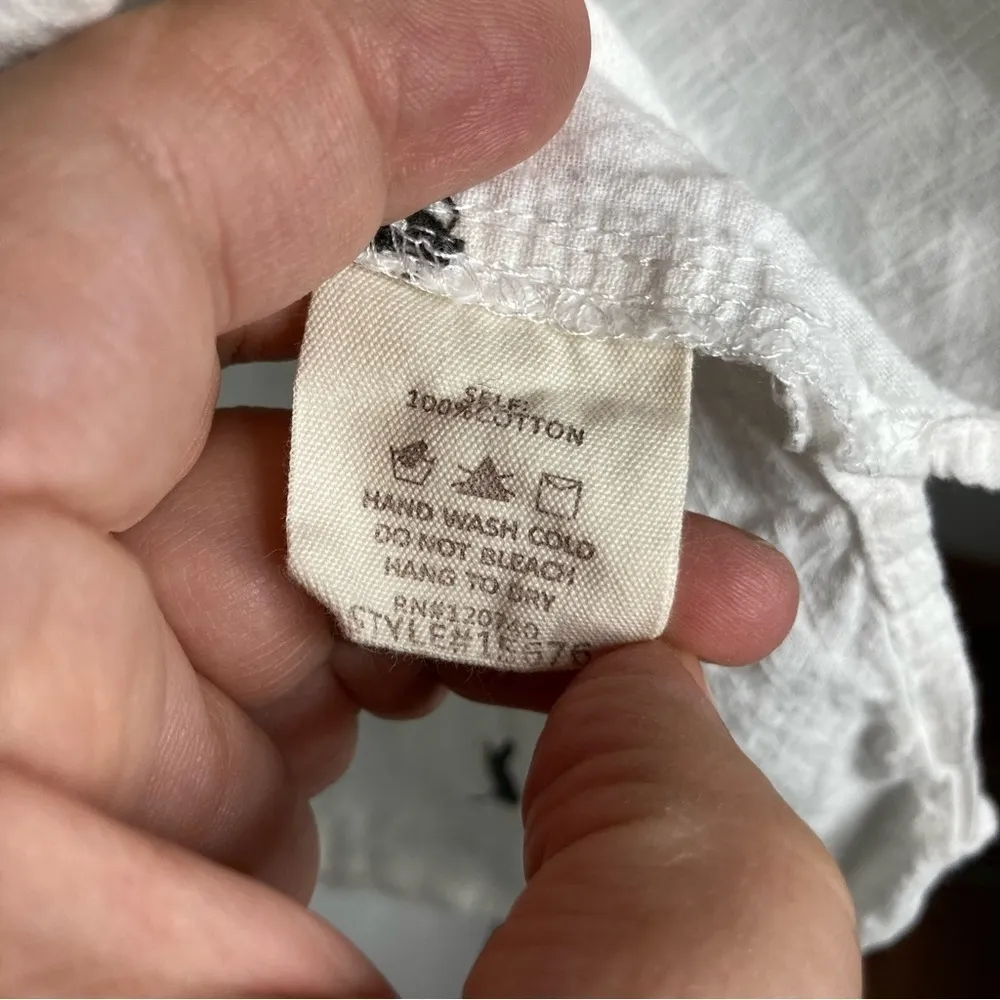 SELF:
100% COTTON
HAND WASH COLD
DO NOT BLEACH
HANG TO DRY